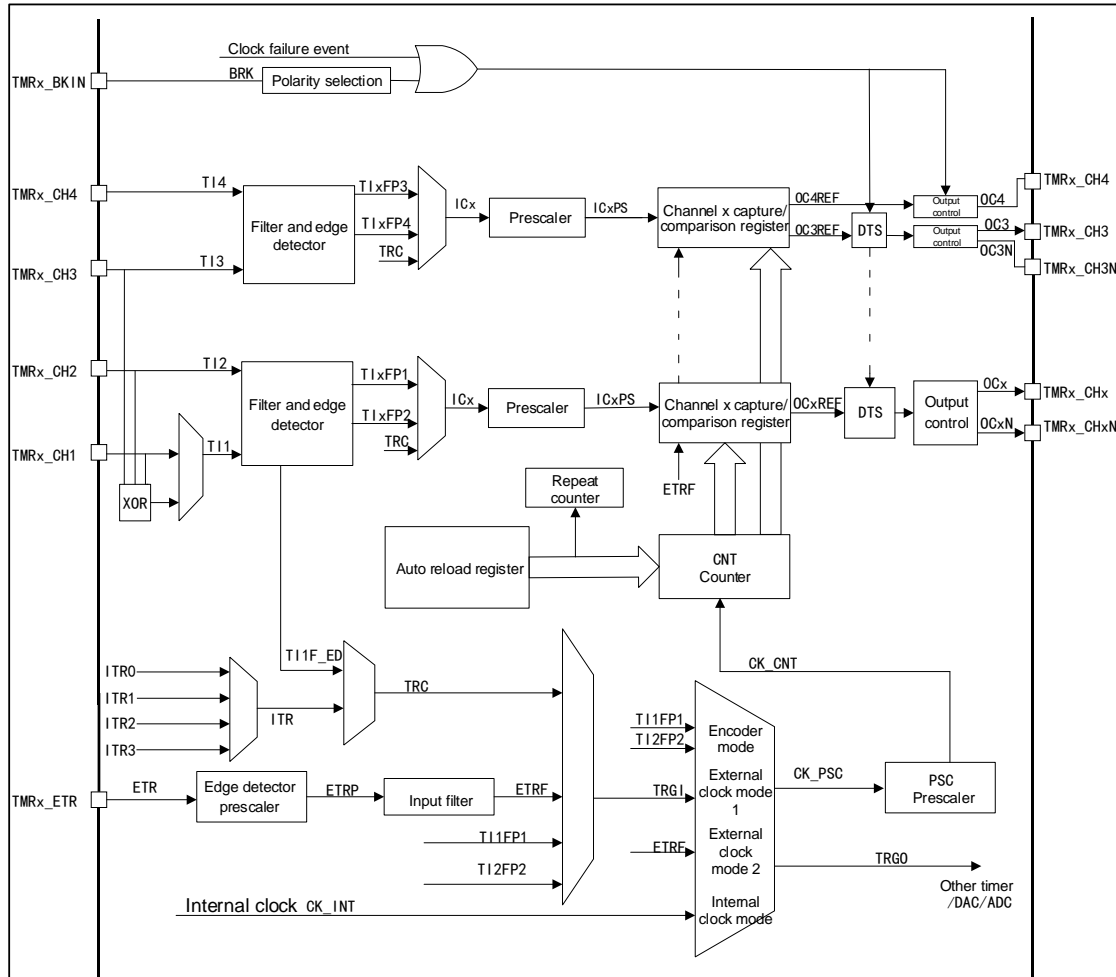 Clock failure event
TMRx_BKIN
BRK
Polarity selection
TMRx_CH4
TI4
TIxFP3
ICx
ICxPS
Filter and edge
detector
TIxFP4
TRC
Prescaler
Channel x capture/
comparison register
OC4REF
OC3REF
DTS
Output
control
OC4
TMRx_CH4
Output
control
OC3
TMRx_CH3
OC3N
TMRx_CH3N
TMRx_CH3
TI3
TMRx_CH2
TI2
TIxFP1
ICx
ICxPS
Filter and edge
detector
TIxFP2
TRC
Prescaler
Channel x capture/
comparison register
OCxREF
DTS
Output
control
OCx
TMRx_CHx
OCxN
TMRx_CHxN
TMRx_CH1
TI1
XOR
ETRF
Repeat
counter
Auto reload register
CNT
Counter
CK_CNT
TI1F_ED
TRC
ITR0
ITR1
ITR2
ITR3
ITR
TMRx_ETR
ETR
Edge detector
prescaler
ETRP
Input filter
ETRF
TI1FP1
TI2FP2
TRGI
TI1FP1
TI2FP2
ETRF
Encoder
mode
External
clock mode
1
External
clock
mode 2
Internal
clock mode
CK_PSC
PSC
Prescaler
TRGO
Other timer
/DAC/ADC
Internal clock CK_INT